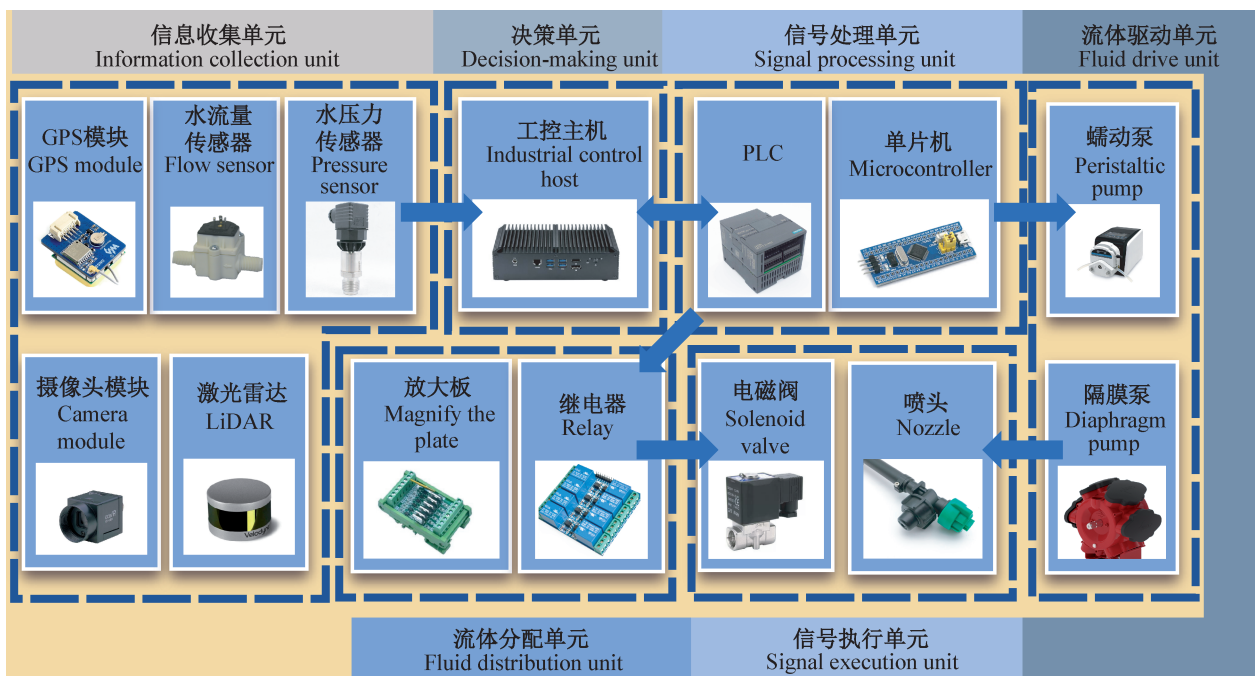 信息收集单元
Information collection unit
决策单元
Decision-making unit
信号处理单元
Signal processing unit
流体驱动单元
Fluid drive unit
GPS模块
GPS module
水流量
传感器
Flow sensor
水压力
传感器
Pressure
sensor
工控主机
Industrial control
host
PLC
单片机
Microcontroller
蠕动泵
Peristaltic
pump
摄像头模块
Camera
module
激光雷达
LiDAR
Velodyne
放大板
Magnify the
plate
继电器
Relay
电磁阀
Solenoid
valve
喷头
Nozzle
隔膜泵
Diaphragm
pump
流体分配单元
Fluid distribution unit
信号执行单元
Signal execution unit